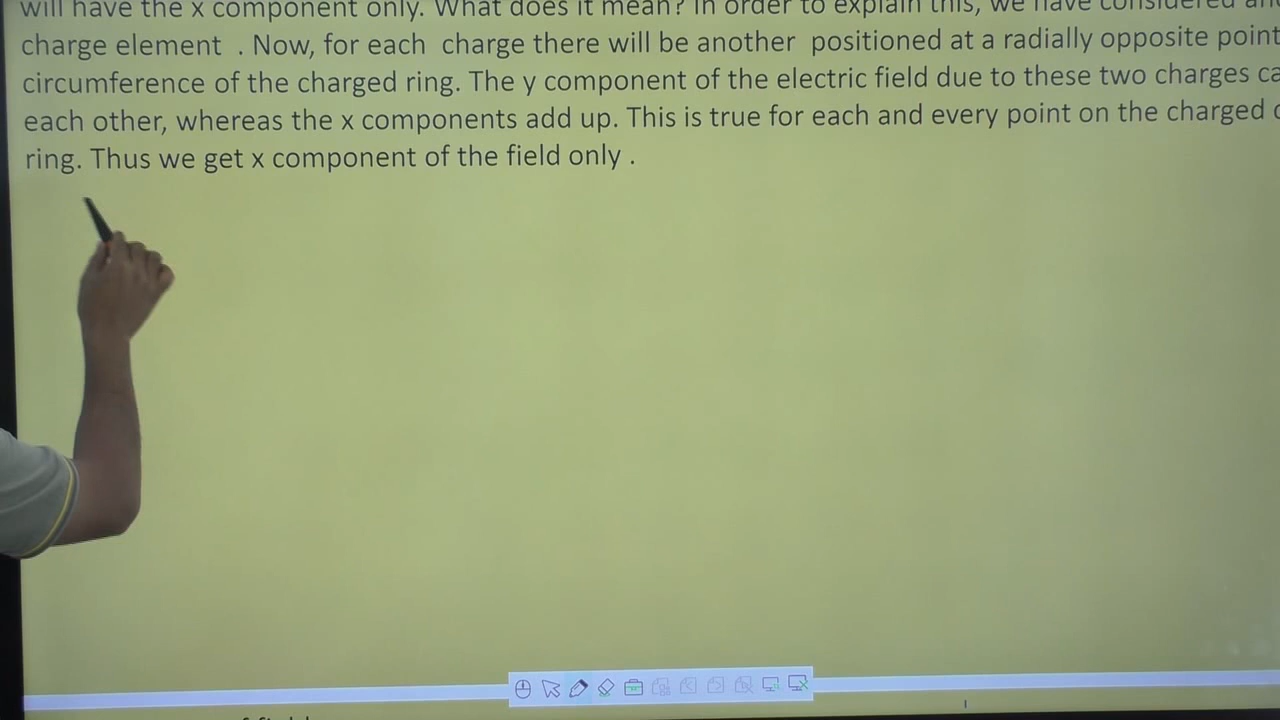 will have the x component only. What does it mean? In order to explain this, we have considered
charge element . Now, for each charge there will be another positioned at a radially opposite point
circumference of the charged ring. The y component of the electric field due to these two charges
each other, whereas the x components add up. This is true for each and every point on the charged
ring. Thus we get x component of the field only .